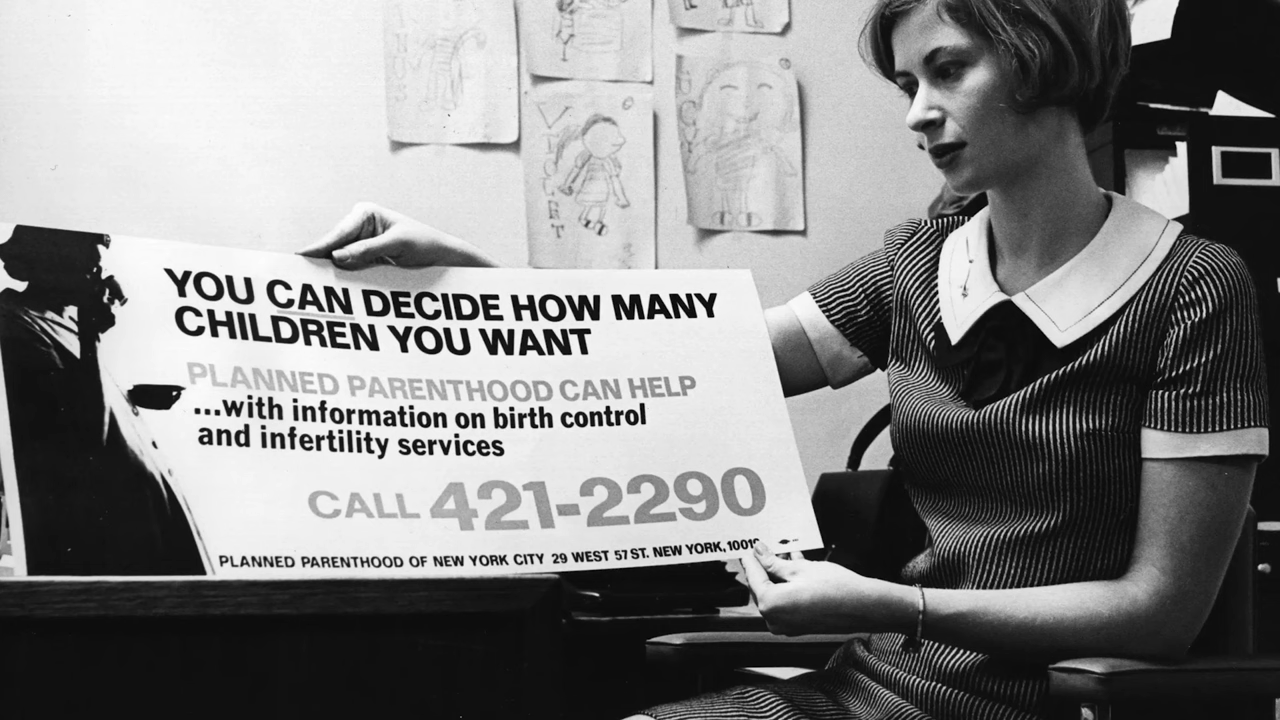 YOU CAN DECIDE HOW MANY
CHILDREN YOU WANT
PLANNED PARENTHOOD CAN HELP
...with information on birth control
and infertility services
CALL 421-2290
PLANNED PARENTHOOD OF NEW YORK CITY 29 WEST 57 ST. NEW YORK, 10019